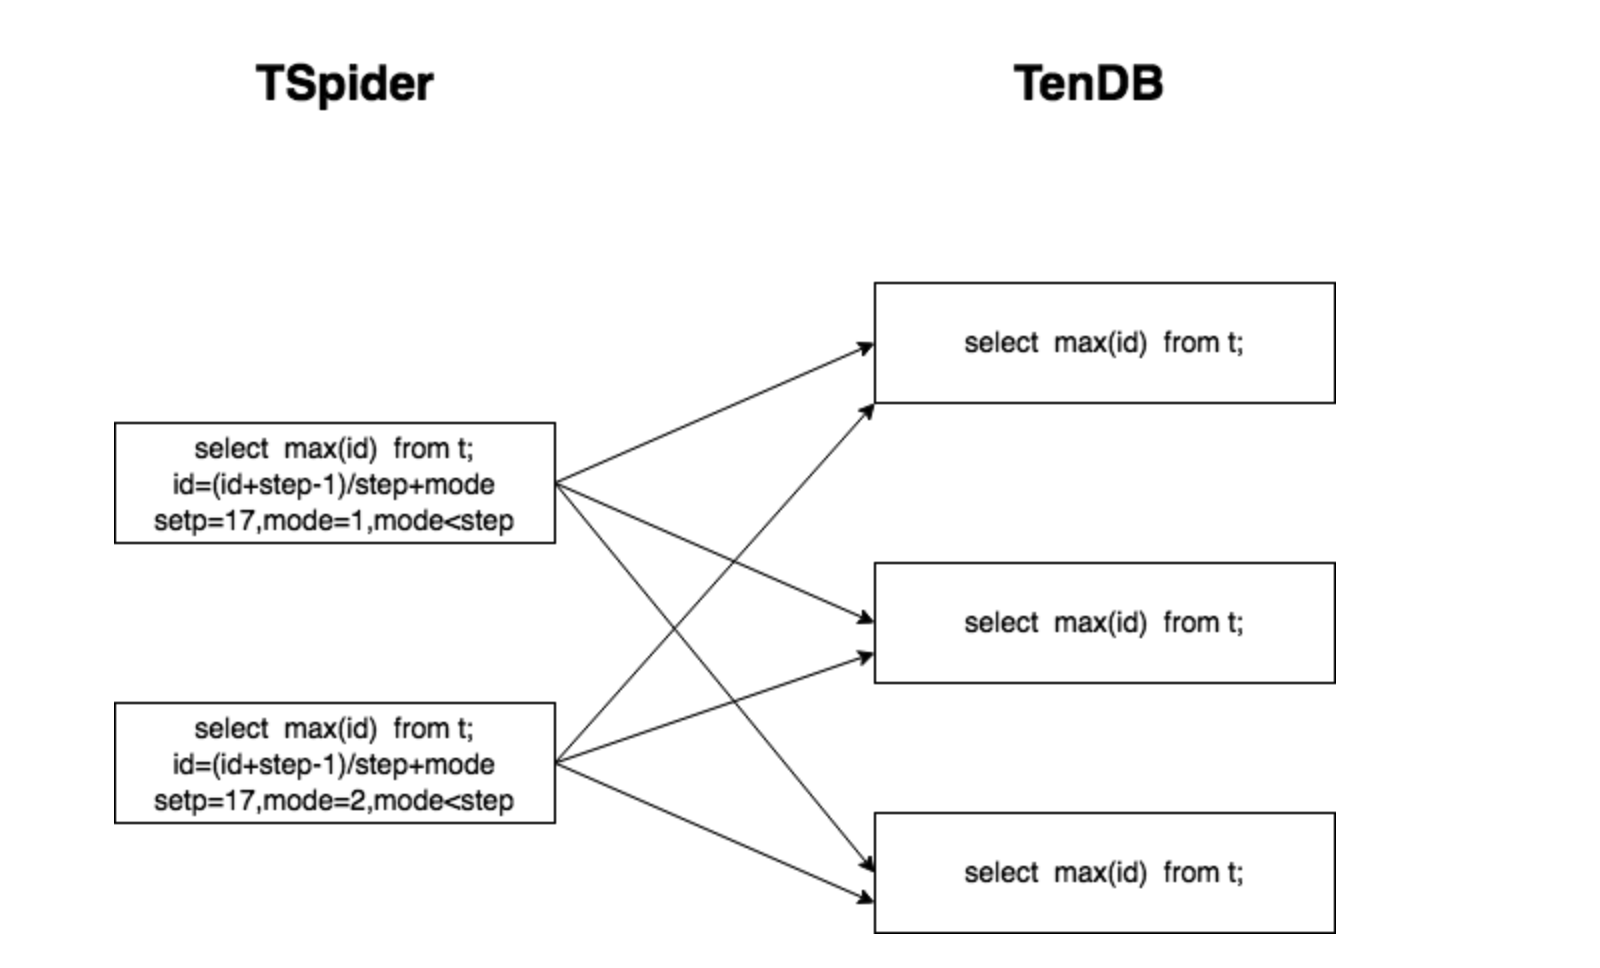 TSpider
TenDB
select max(id) from t;
select max(id) from t;
id=(id+step-1)/step+mode
setp=17,mode=1,mode<step
select max(id) from t;
select max(id) from t;
id=(id+step-1)/step+mode
setp=17,mode=2,mode<step
select max(id) from t;